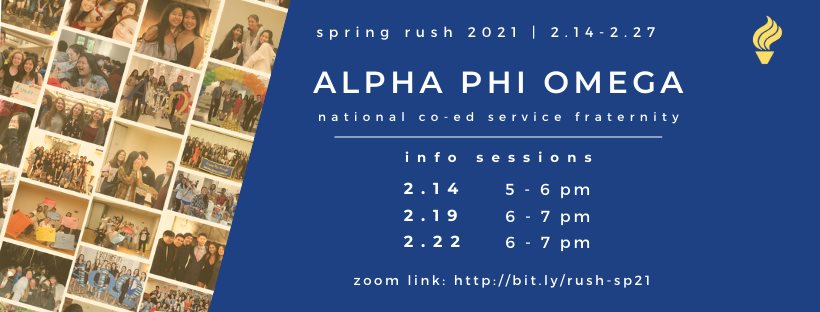 spring rush 2021 | 2.14-2.27
ALPHA PHI OMEGA
national co-ed service fraternity
info sessions
2.14 5 - 6 pm
2.19 6 - 7 pm
2.22 6 - 7 pm
zoom link: http://bit.ly/rush-sp21